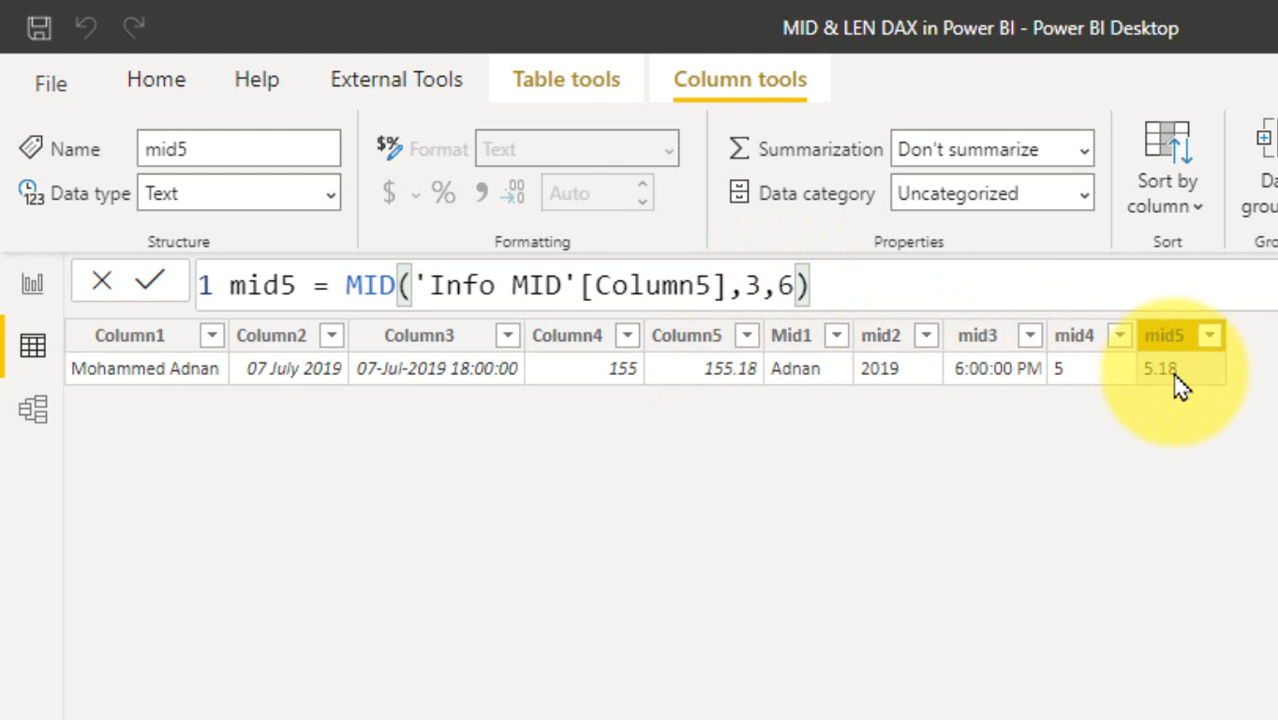 MID & LEN DAX in Power BI - Power BI Desktop
File Home Help External Tools Table tools Column tools
Name mid5 Format Text Summarization Don't summarize Sort by column
Data type Text $ % 9 .00 Auto Data category Uncategorized
Structure Formatting Properties Sort
1 mid5 = MID('Info MID'[Column5],3,6)
Column1 Column2 Column3 Column4 Column5 Mid1 mid2 mid3 mid4 mid5
Mohammed Adnan 07 July 2019 07-Jul-2019 18:00:00 155 155.18 Adnan 2019 6:00:00 PM 5 5.18